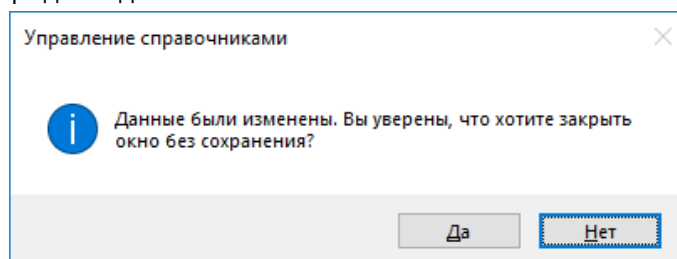 Управление справочниками
Данные были изменены. Вы уверены, что хотите закрыть
окно без сохранения?
Да
Нет